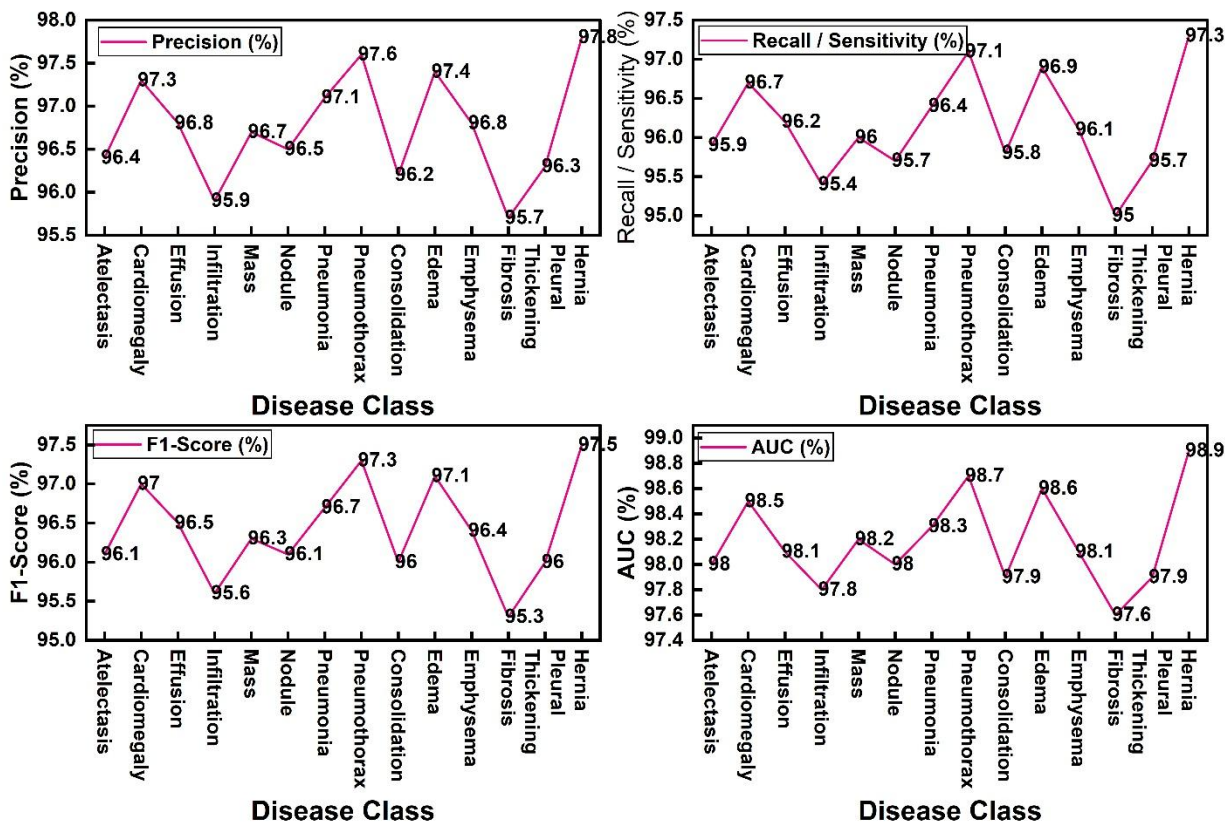 Precision (%)
Precision (%)
98.0
97.5
97.0
96.5
96.0
95.5
96.4
97.3
96.8
95.9
96.7
96.5
97.1
97.6
96.2
97.4
96.8
95.7
96.3
97.8
Atelectasis
Cardiomegaly
Effusion
Infiltration
Mass
Nodule
Pneumonia
Pneumothorax
Consolidation
Edema
Emphysema
Fibrosis
Thickening
Pleural
Hernia
Disease Class
Recall / Sensitivity (%)
Recall / Sensitivity (%)
97.5
97.0
96.5
96.0
95.5
95.0
95.9
96.7
96.2
95.4
96
95.7
96.4
97.1
95.8
96.9
96.1
95
95.7
97.3
Atelectasis
Cardiomegaly
Effusion
Infiltration
Mass
Nodule
Pneumonia
Pneumothorax
Consolidation
Edema
Emphysema
Fibrosis
Thickening
Pleural
Hernia
Disease Class
F1-Score (%)
F1-Score (%)
97.5
97.0
96.5
96.0
95.5
95.0
96.1
97
96.5
95.6
96.3
96.1
96.7
97.3
96
97.1
96.4
95.3
96
97.5
Atelectasis
Cardiomegaly
Effusion
Infiltration
Mass
Nodule
Pneumonia
Pneumothorax
Consolidation
Edema
Emphysema
Fibrosis
Thickening
Pleural
Hernia
Disease Class
AUC (%)
AUC (%)
99.0
98.8
98.6
98.4
98.2
98.0
97.8
97.6
97.4
98
98.5
98.1
97.8
98.2
98
98.3
98.7
97.9
98.6
98.1
97.6
97.9
98.9
Atelectasis
Cardiomegaly
Effusion
Infiltration
Mass
Nodule
Pneumonia
Pneumothorax
Consolidation
Edema
Emphysema
Fibrosis
Thickening
Pleural
Hernia
Disease Class